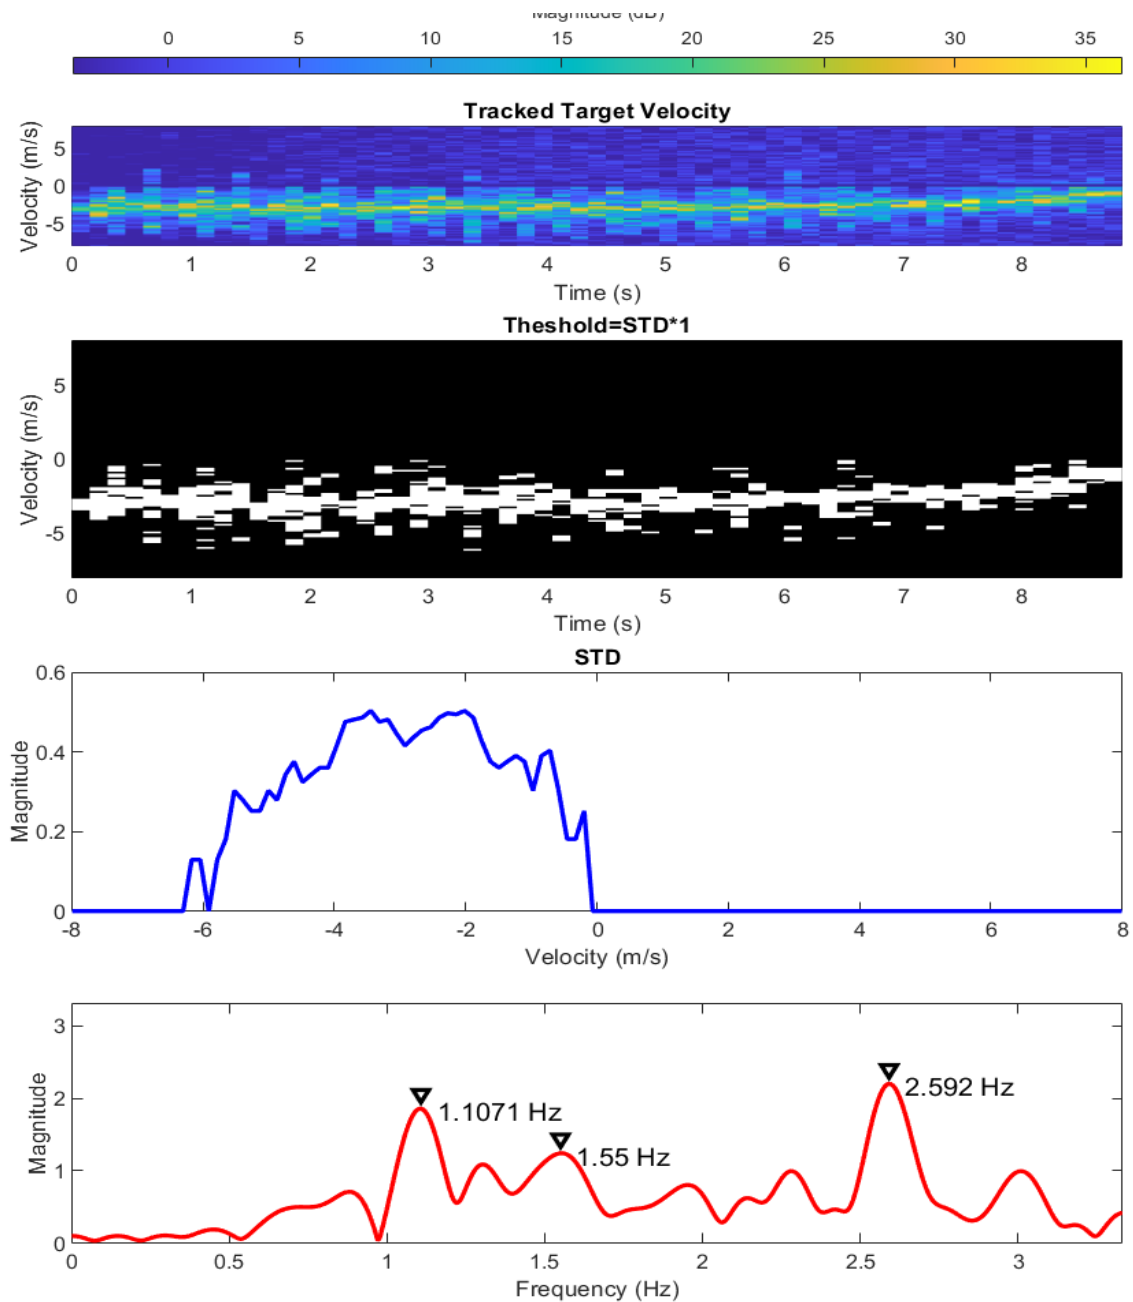 Magnitude (dB)
0 5 10 15 20 25 30 35
Tracked Target Velocity
Velocity (m/s)
5
0
-5
0 1 2 3 4 5 6 7 8
Time (s)
Theshold=STD*1
Velocity (m/s)
5
0
-5
0 1 2 3 4 5 6 7 8
Time (s)
STD
Magnitude
0.6
0.4
0.2
0
-8 -6 -4 -2 0 2 4 6 8
Velocity (m/s)
Magnitude
3
2
1
0
1.1071 Hz
1.55 Hz
2.592 Hz
0 0.5 1 1.5 2 2.5 3
Frequency (Hz)